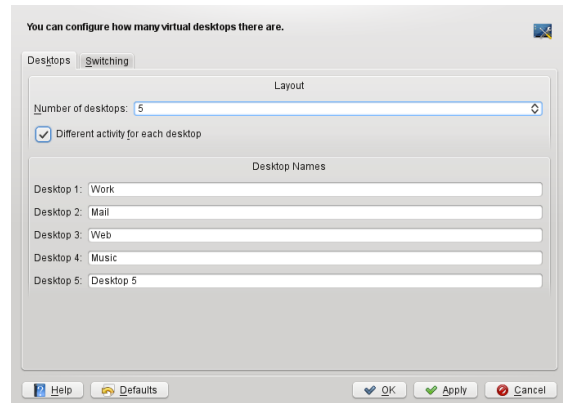 You can configure how many virtual desktops there are.
Desktops Switching
Layout
Number of desktops: 5
Different activity for each desktop
Desktop Names
Desktop 1: Work
Desktop 2: Mail
Desktop 3: Web
Desktop 4: Music
Desktop 5: Desktop 5
Help Defaults OK Apply Cancel